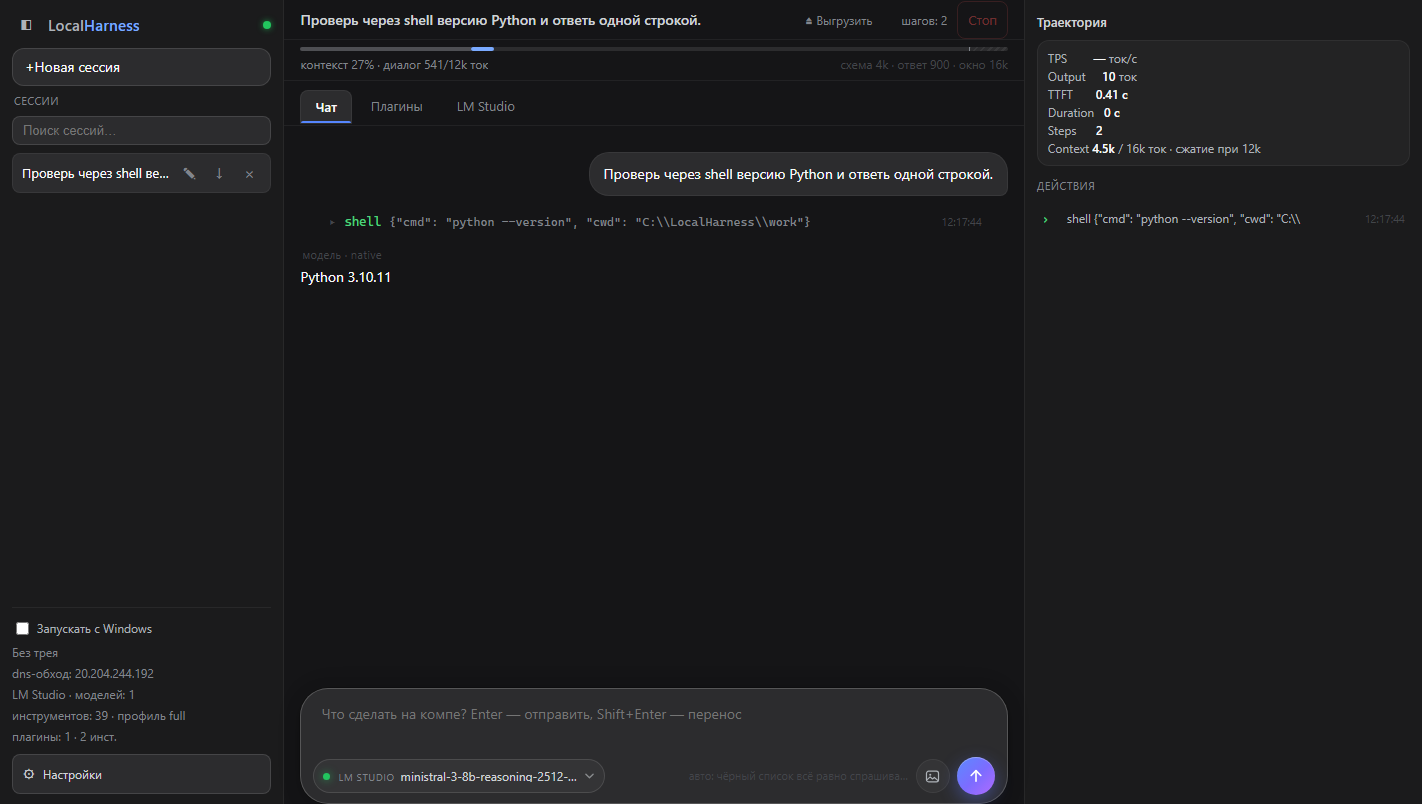 LocalHarness
+Новая сессия
СЕССИИ
Поиск сессий...
Проверь через shell ве...
Запускать с Windows
Без трея
dns-обход: 20.204.244.192
LM Studio · моделей: 1
инструментов: 39 · профиль full
плагины: 1 · 2 инст.
Настройки
Проверь через shell версию Python и ответь одной строкой.
Выгрузить
шагов: 2
Стоп
контекст 27% · диалог 541/12k ток
схема 4k · ответ 900 · окно 16k
Чат
Плагины
LM Studio
Проверь через shell версию Python и ответь одной строкой.
shell {"cmd": "python --version", "cwd": "C:\\LocalHarness\\work"}
12:17:44
модель · native
Python 3.10.11
Что сделать на компе? Enter — отправить, Shift+Enter — перенос
LM STUDIO ministral-3-8b-reasoning-2512-...
авто: чёрный список всё равно спрашива...
Траектория
TPS — ток/с
Output 10 ток
TTFT 0.41 с
Duration 0 с
Steps 2
Context 4.5k / 16k ток · сжатие при 12k
ДЕЙСТВИЯ
shell {"cmd": "python --version", "cwd": "C:\\
12:17:44